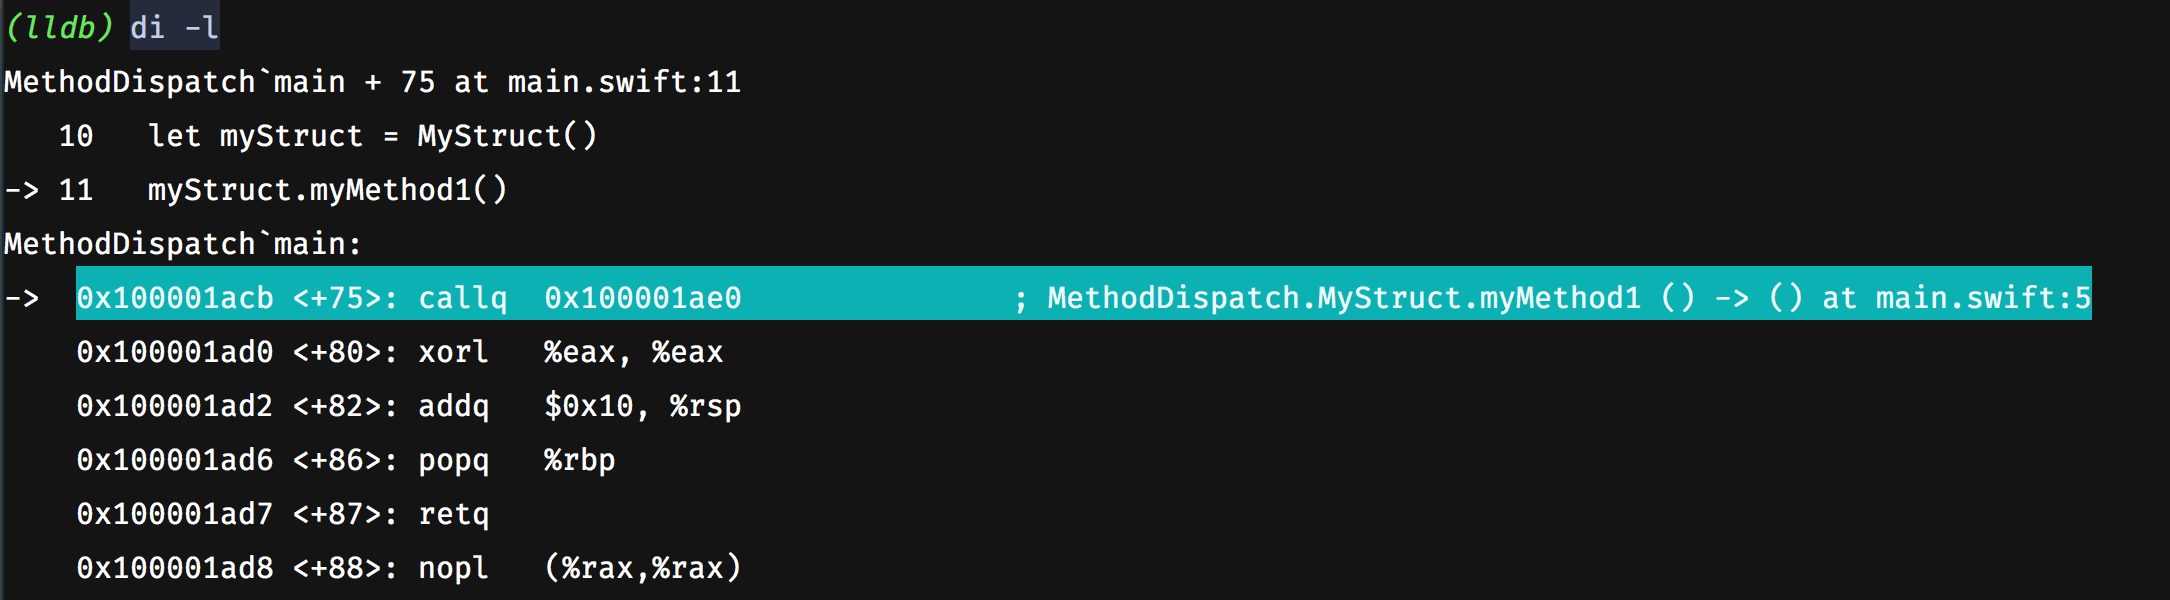 (lldb) di -l
MethodDispatch`main + 75 at main.swift:11
   10   let myStruct = MyStruct()
-> 11   myStruct.myMethod1()
MethodDispatch`main:
->  0x100001acb <+75>: callq  0x100001ae0               ; MethodDispatch.MyStruct.myMethod1 () -> () at main.swift:5
    0x100001ad0 <+80>: xorl   %eax, %eax
    0x100001ad2 <+82>: addq   $0x10, %rsp
    0x100001ad6 <+86>: popq   %rbp
    0x100001ad7 <+87>: retq
    0x100001ad8 <+88>: nopl   (%rax,%rax)